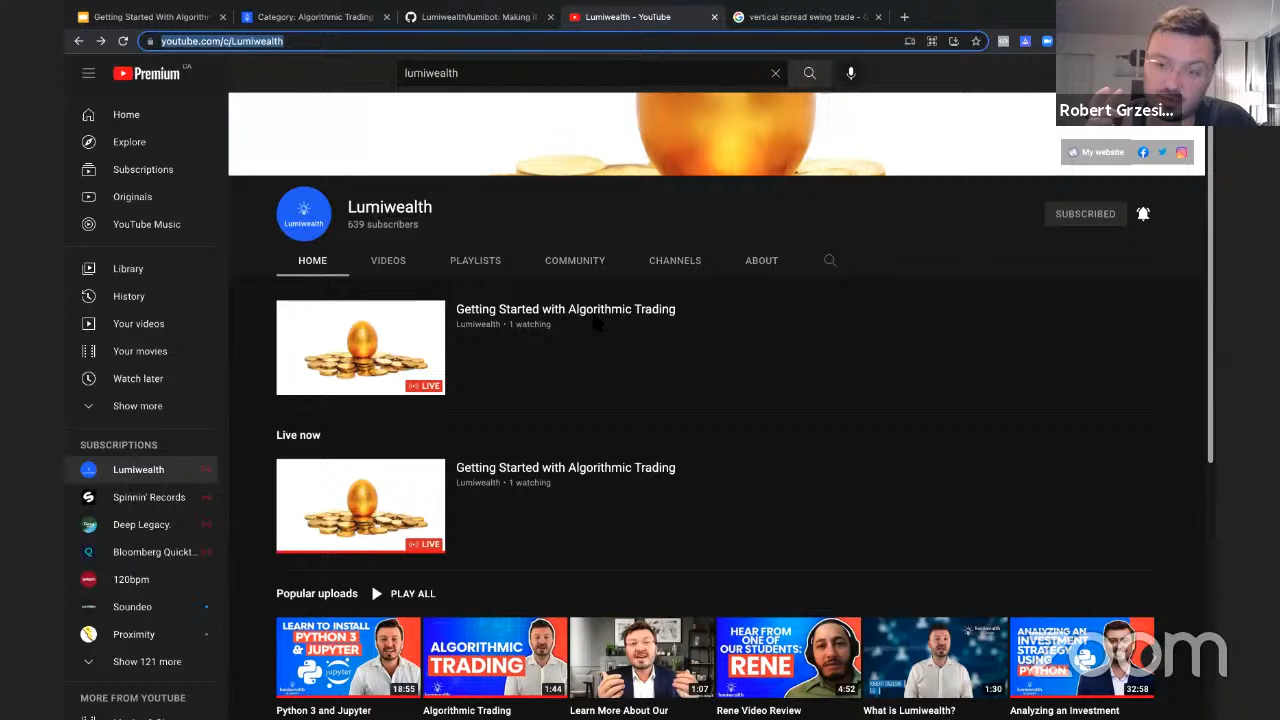 Getting Started With Algorithm
Category: Algorithmic Trading
Lumiwealth/lumibot: Making it
Lumiwealth - YouTube
vertical spread swing trade - G
youtube.com/c/Lumiwealth
Premium
CA
lumiwealth
Robert Grzesi...
My website
Home
Explore
Subscriptions
Originals
YouTube Music
Library
History
Your videos
Your movies
Watch later
Show more
SUBSCRIPTIONS
Lumiwealth
Spinnin' Records
Deep Legacy.
Bloomberg Quickt...
120bpm
Soundeo
Proximity
Show 121 more
MORE FROM YOUTUBE
Lumiwealth
Lumiwealth
639 subscribers
SUBSCRIBED
HOME
VIDEOS
PLAYLISTS
COMMUNITY
CHANNELS
ABOUT
Getting Started with Algorithmic Trading
Lumiwealth • 1 watching
LIVE
Live now
Getting Started with Algorithmic Trading
Lumiwealth • 1 watching
LIVE
Popular uploads
PLAY ALL
LEARN TO INSTALL
PYTHON 3
& JUPYTER
jupyter
18:55
ALGORITHMIC
TRADING
1:44
1:07
HEAR FROM
ONE OF
OUR STUDENTS:
RENE
4:52
1:30
ANALYZING AN
INVESTMENT
STRATEGY
USING
PYTHON
32:58
zoom
Python 3 and Jupyter
Algorithmic Trading
Learn More About Our
Rene Video Review
What is Lumiwealth?
Analyzing An Investment